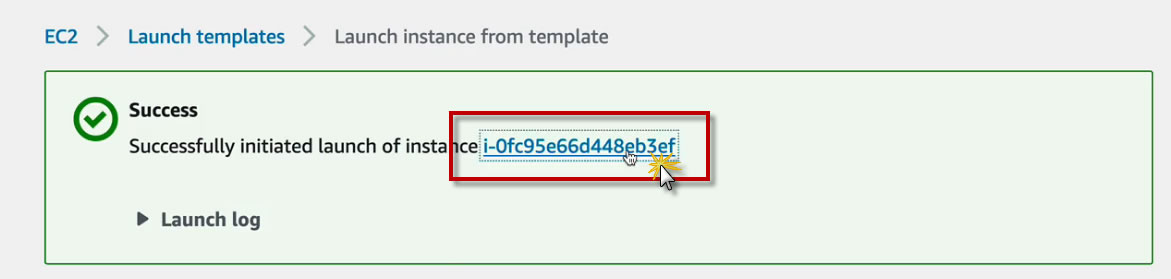 EC2 > Launch templates > Launch instance from template
Success
Successfully initiated launch of instance i-0fc95e66d448eb3ef
Launch log